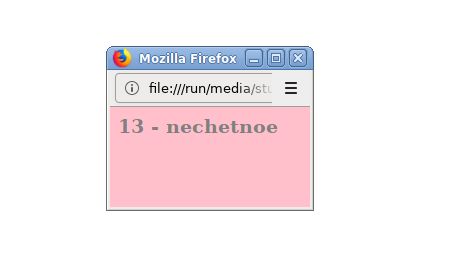 Mozilla Firefox
file:///run/media/stu
13 - nechetnoe